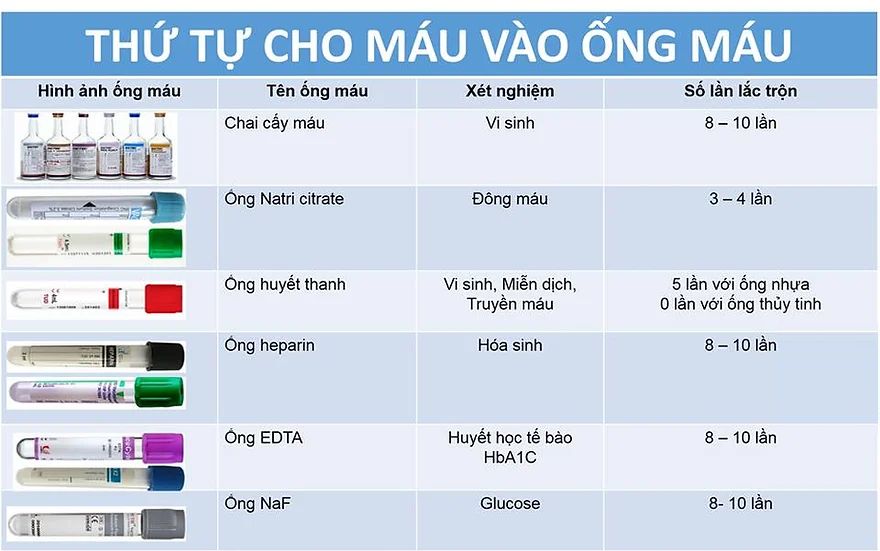 THỨ TỰ CHO MÁU VÀO ỐNG MÁU
Hình ảnh ống máu Tên ống máu Xét nghiệm Số lần lắc trộn
Chai cấy máu Vi sinh 8 – 10 lần
Ống Natri citrate Đông máu 3 – 4 lần
Ống huyết thanh Vi sinh, Miễn dịch, 5 lần với ống nhựa
Truyền máu 0 lần với ống thủy tinh
Ống heparin Hóa sinh 8 – 10 lần
Ống EDTA Huyết học tế bào 8 – 10 lần
HbA1C
Ống NaF Glucose 8- 10 lần